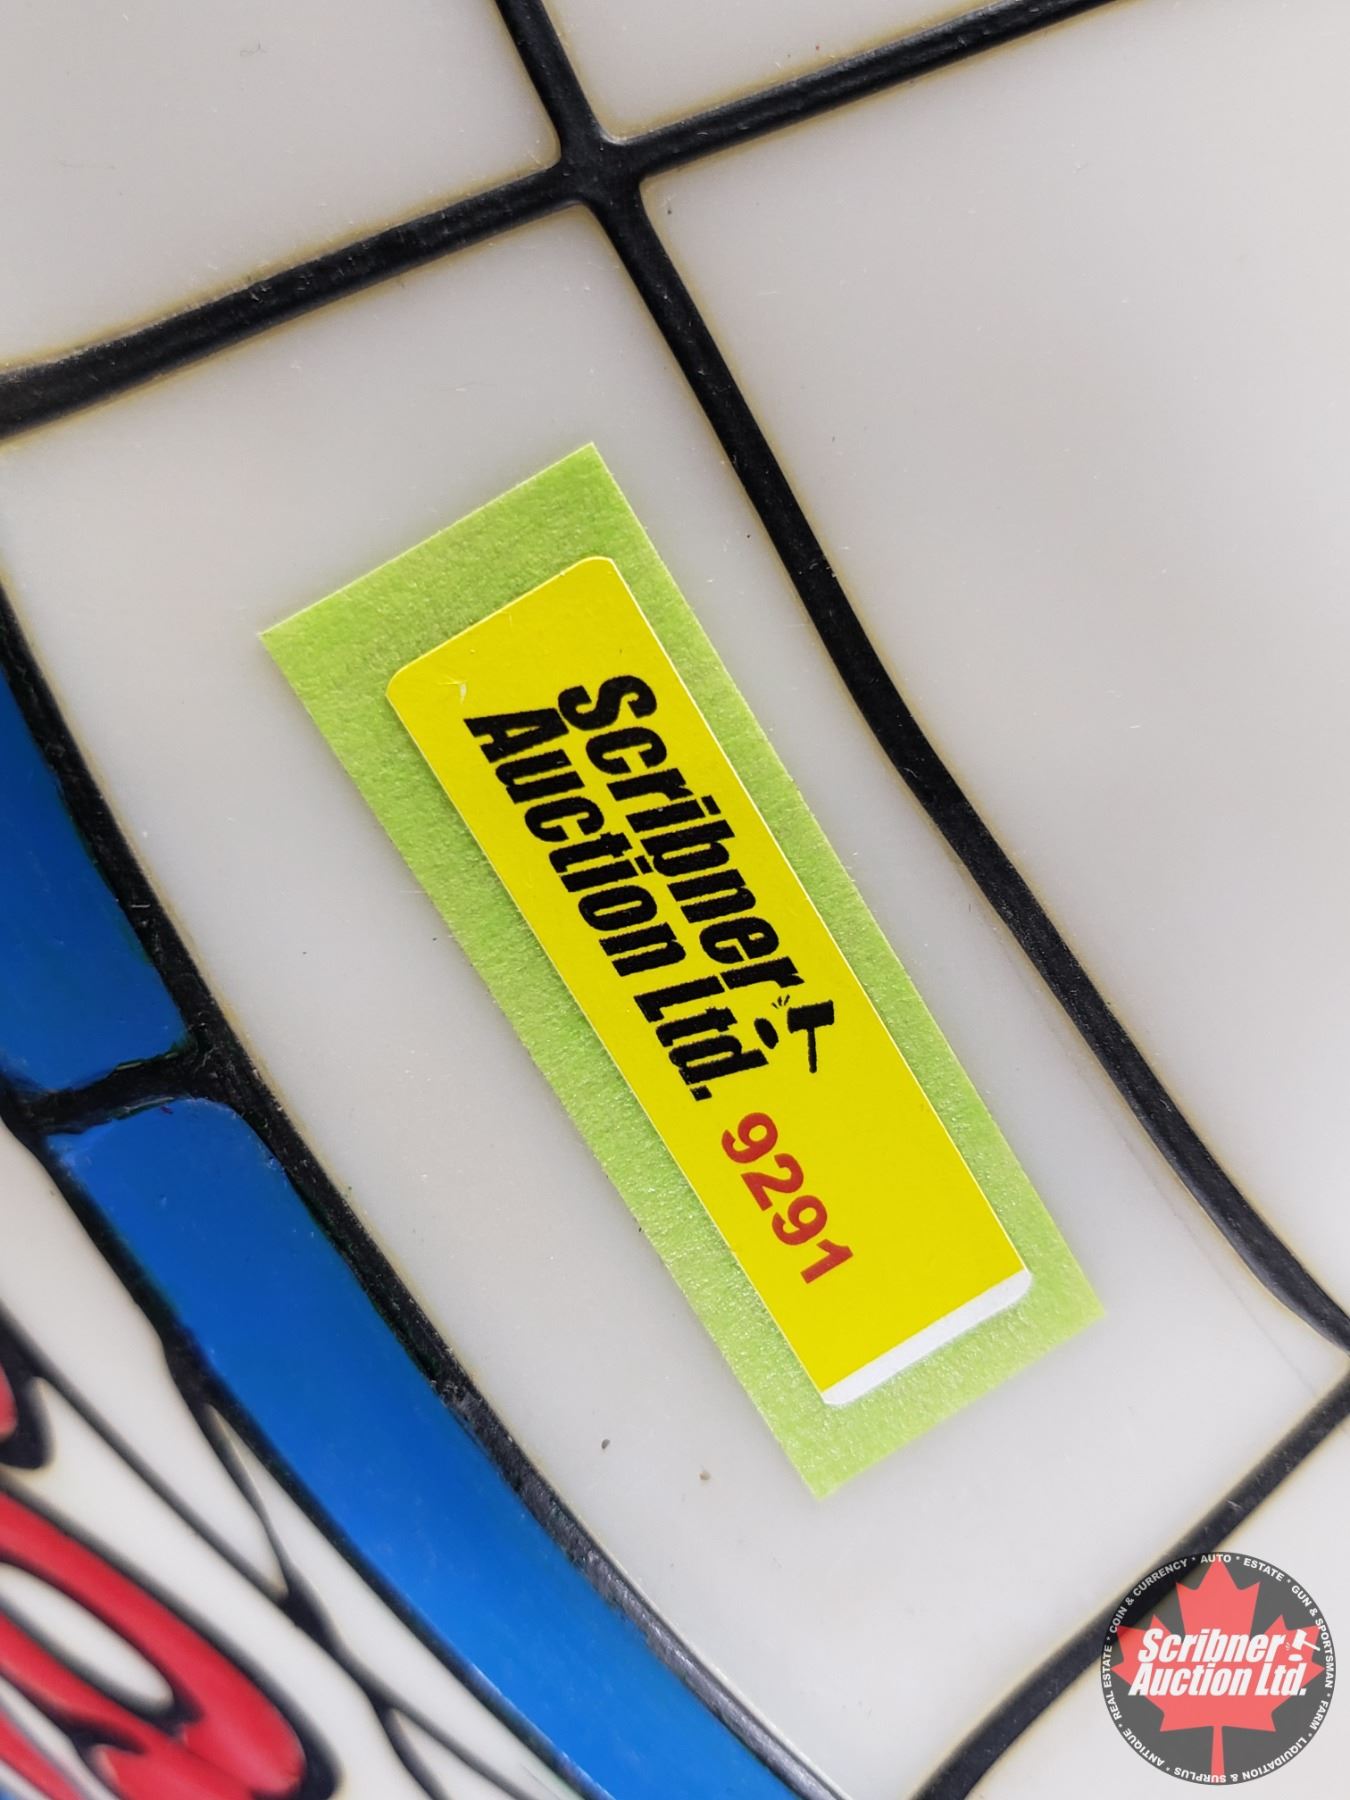 Scribner
Auction Ltd.
9291
Scribner
Auction Ltd.
REAL ESTATE * COIN & CURRENCY * AUTO * ESTATE * GUN & SPORTSMAN * FARM * LIQUIDATION & SURPLUS * ANTIQUE *